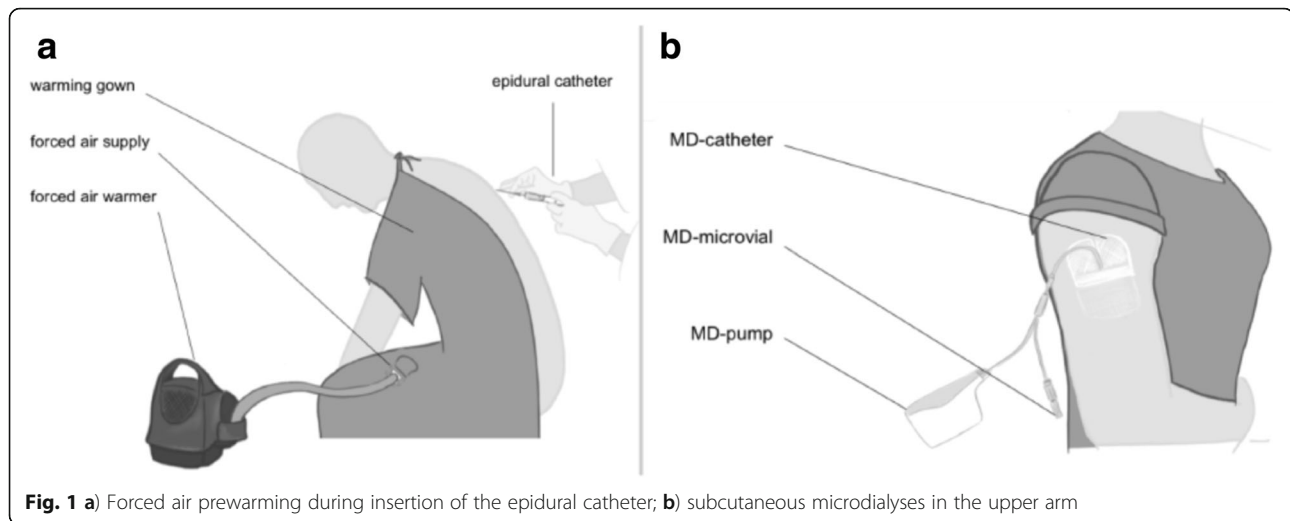 a
warming gown
forced air supply
forced air warmer
epidural catheter
b
MD-catheter
MD-microvial
MD-pump
Fig. 1 a) Forced air prewarming during insertion of the epidural catheter; b) subcutaneous microdialyses in the upper arm